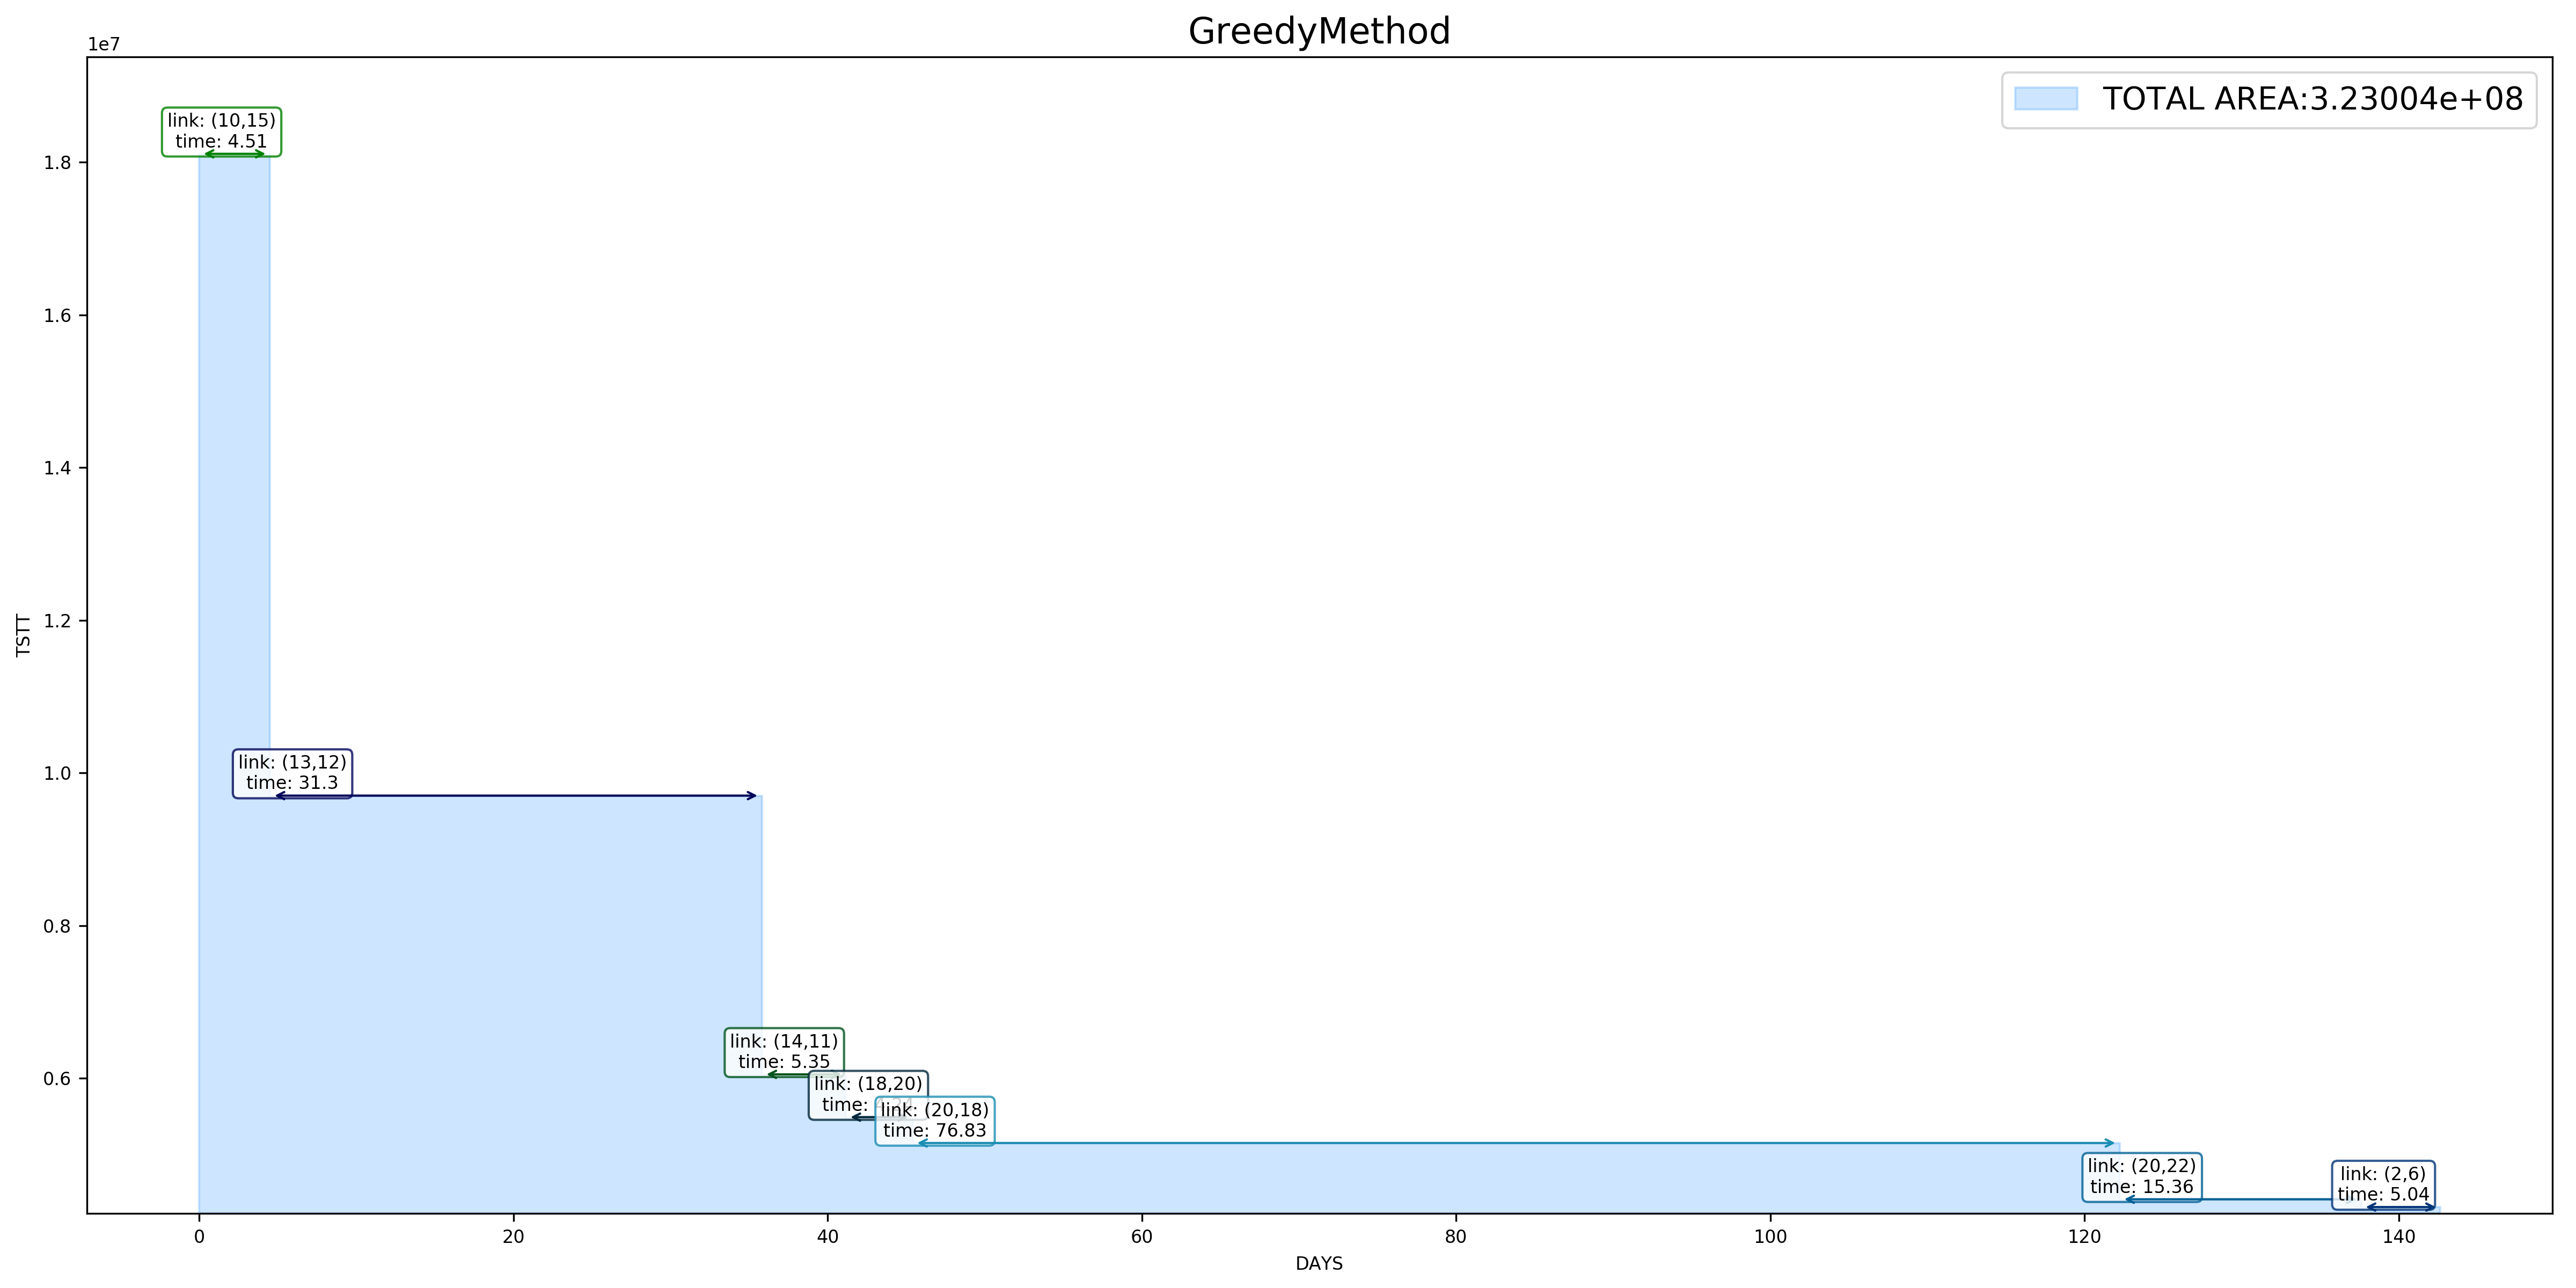 GreedyMethod
1e7
TOTAL AREA:3.23004e+08
link: (10,15)
time: 4.51
1.8
1.6
1.4
1.2
TSTT
link: (13,12)
time: 31.3
1.0
0.8
link: (14,11)
time: 5.35
0.6
link: (18,20)
time:
link: (20,18)
time: 76.83
link: (20,22)
time: 15.36
link: (2,6)
time: 5.04
0 20 40 60 80 100 120 140
DAYS